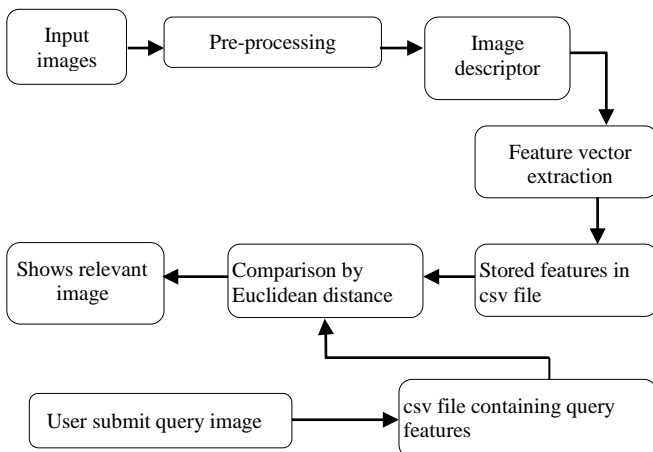 Input
images
Pre-processing
Image
descriptor
Feature vector
extraction
Shows relevant
image
Comparison by
Euclidean distance
Stored features in
csv file
User submit query image
csv file containing query
features